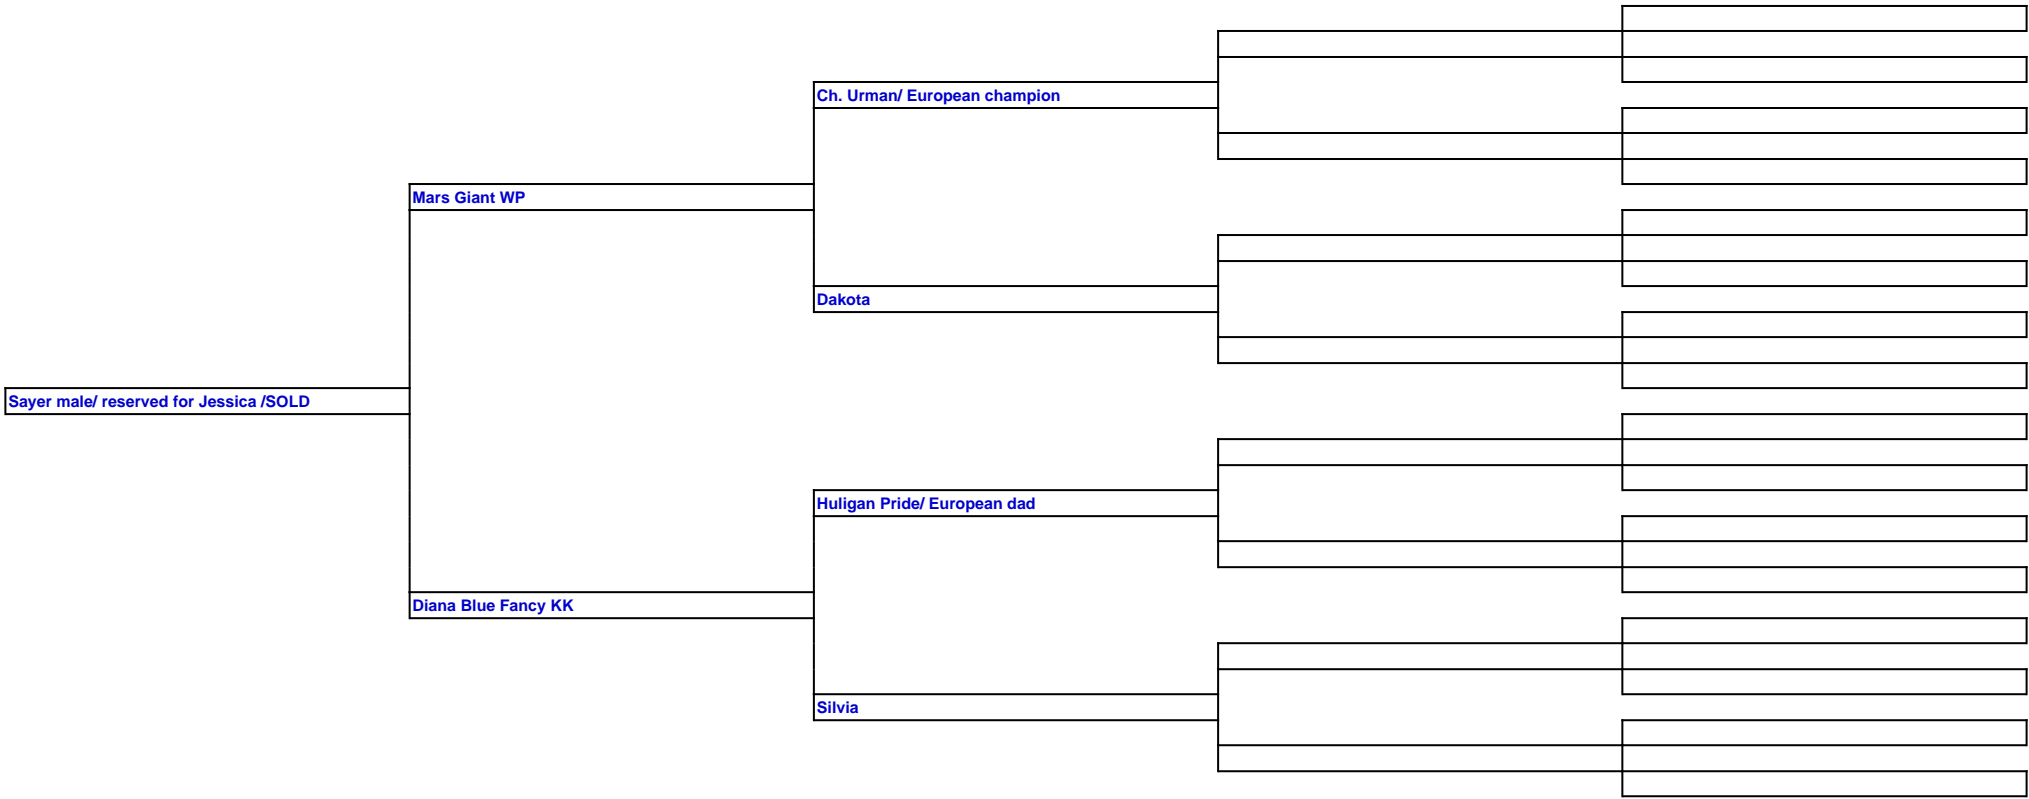 Ch. Urman/ European champion
Mars Giant WP
Dakota
Sayer male/ reserved for Jessica /SOLD
Huligan Pride/ European dad
Diana Blue Fancy KK
Silvia